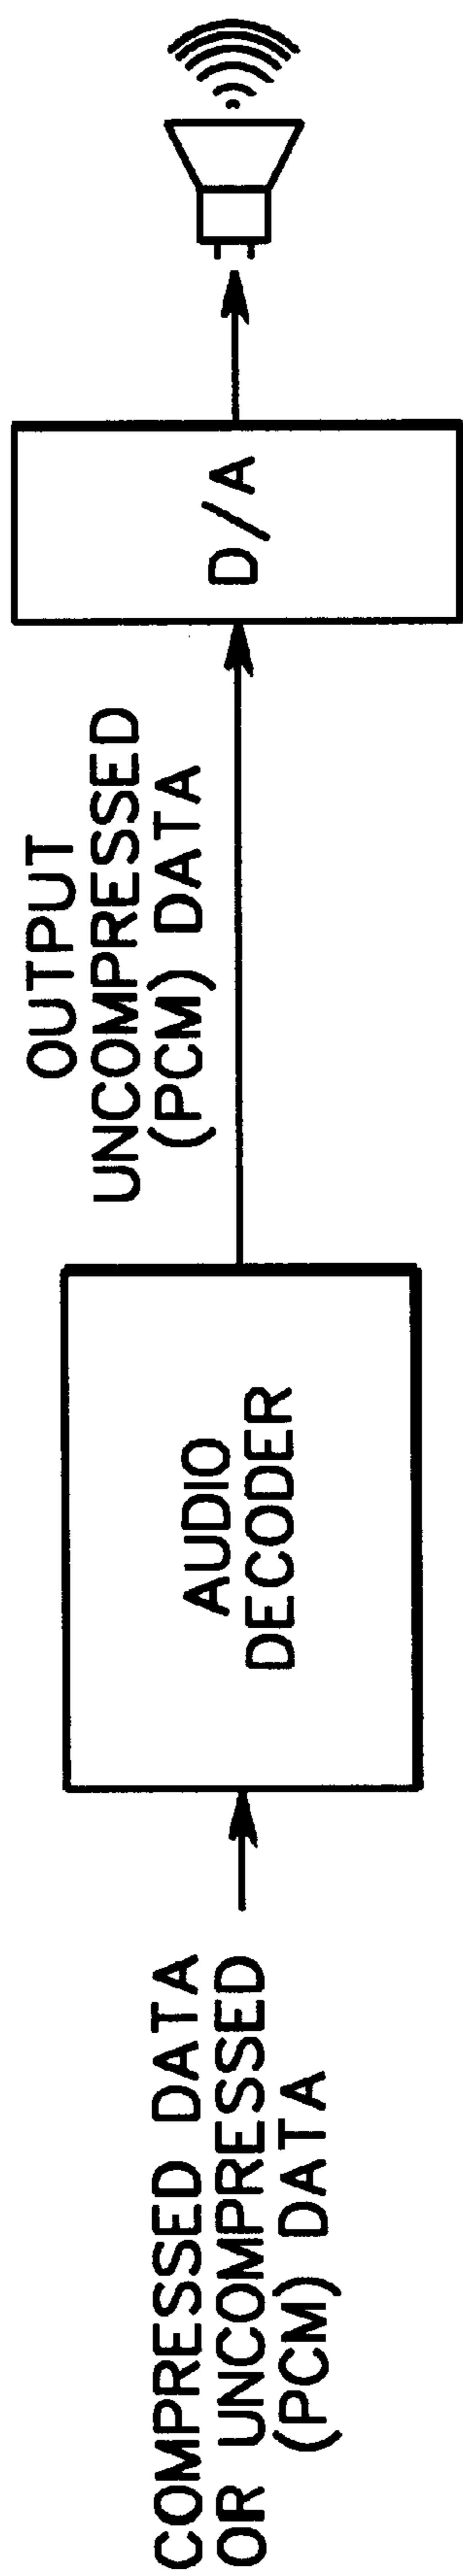 COMPRESSED DATA
OR UNCOMPRESSED
(PCM) DATA
AUDIO
DECODER
OUTPUT
UNCOMPRESSED
(PCM) DATA
D/A